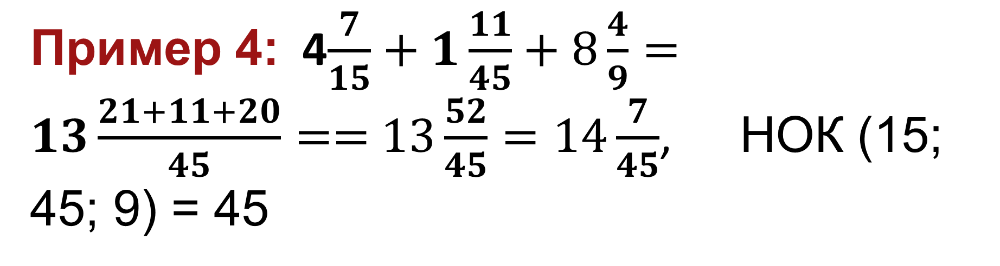 Пример 4: 4 7/15 + 1 11/45 + 8 4/9 =
13 21+11+20/45 == 13 52/45 = 14 7/45, НОК (15;
45; 9) = 45